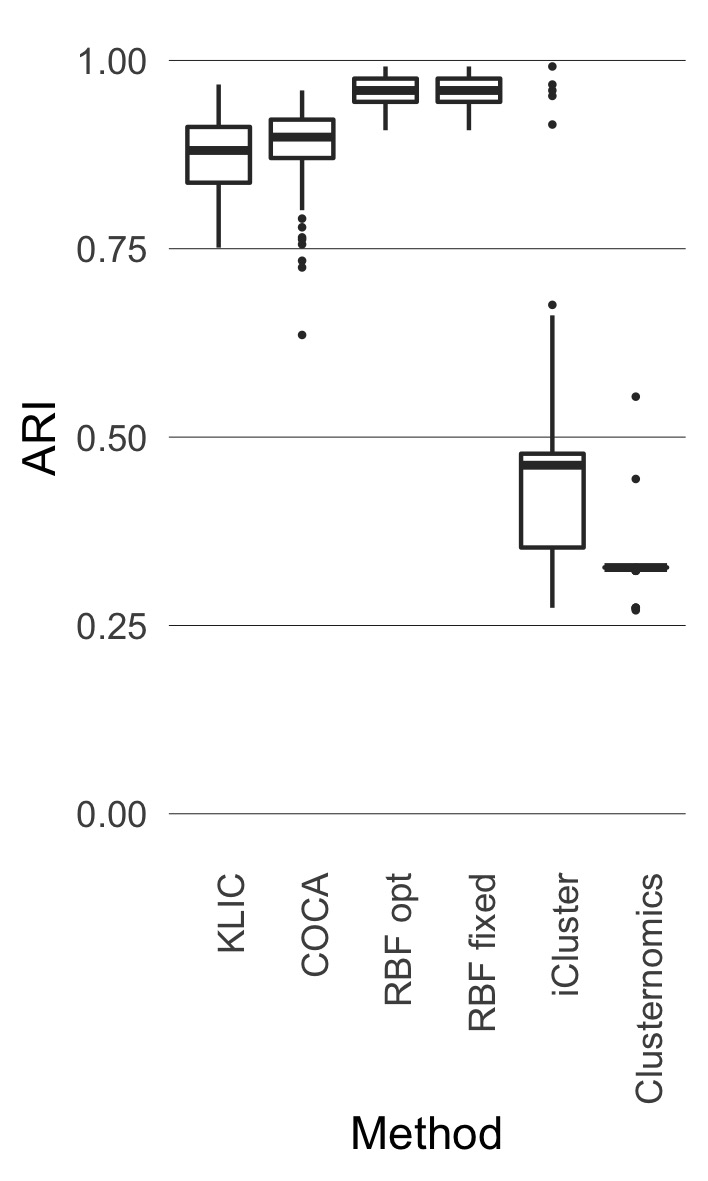 1.00
0.75
0.50
0.25
0.00
ARI
KLIC
COCA
RBF opt
RBF fixed
iCluster
Clusternomics
Method